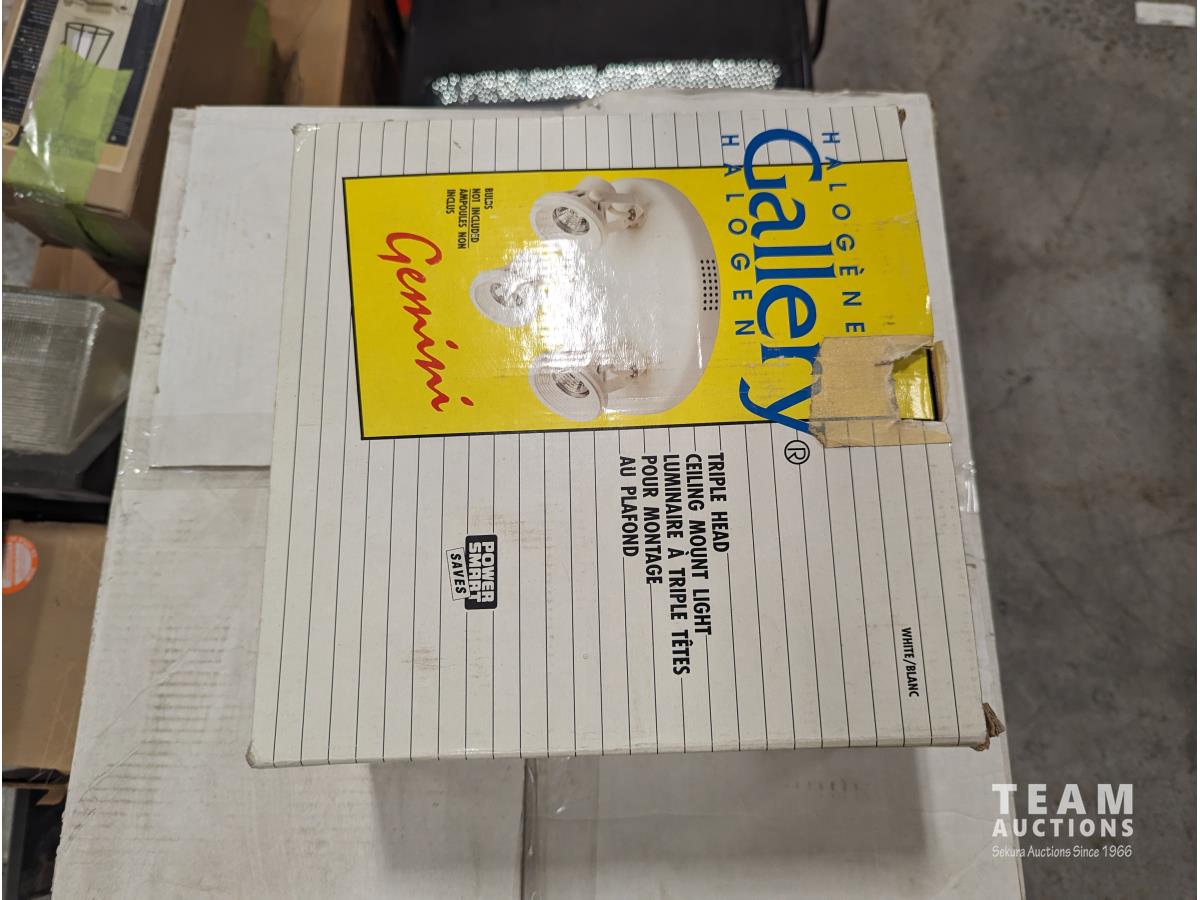 HALOGÈNE
Gallery®
HALOGEN
BULBS
NOT INCLUDED
AMPOULES NON
INCLUS
Gemini
WHITE/BLANC
TRIPLE HEAD
CEILING MOUNT LIGHT
LUMINAIRE À TRIPLE TÊTES
POUR MONTAGE
AU PLAFOND
POWER
SMART
SAVES
TEAM
AUCTIONS
Sekura Auctions Since 1966